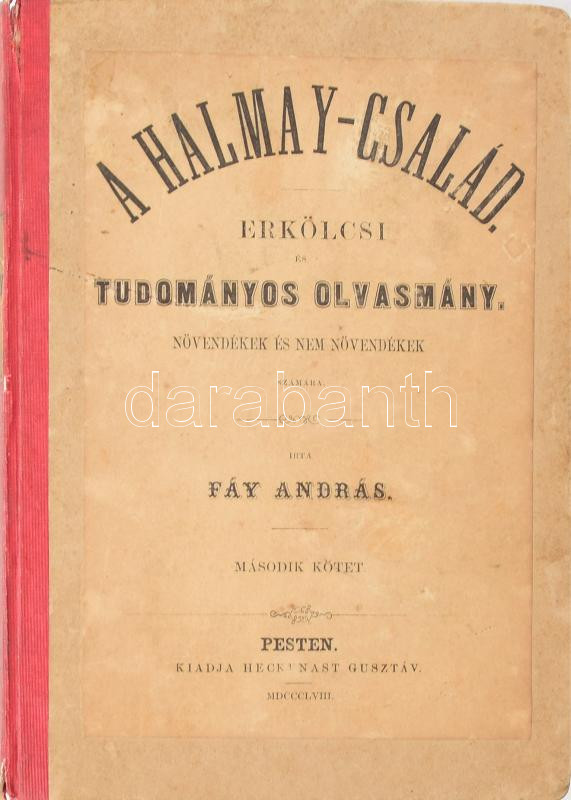 A HALMAY-CSALÁD.
ERKÖLCSI
ÉS
TUDOMÁNYOS OLVASMÁNY.
NÖVENDÉKEK ÉS NEM NÖVENDÉKEK
SZÁMÁRA.
darabanth
IRTA
FÁY ANDRÁS.
MÁSODIK KÖTET
PESTEN.
KIADJA HECKENAST GUSZTÁV.
MDCCCLVIII.